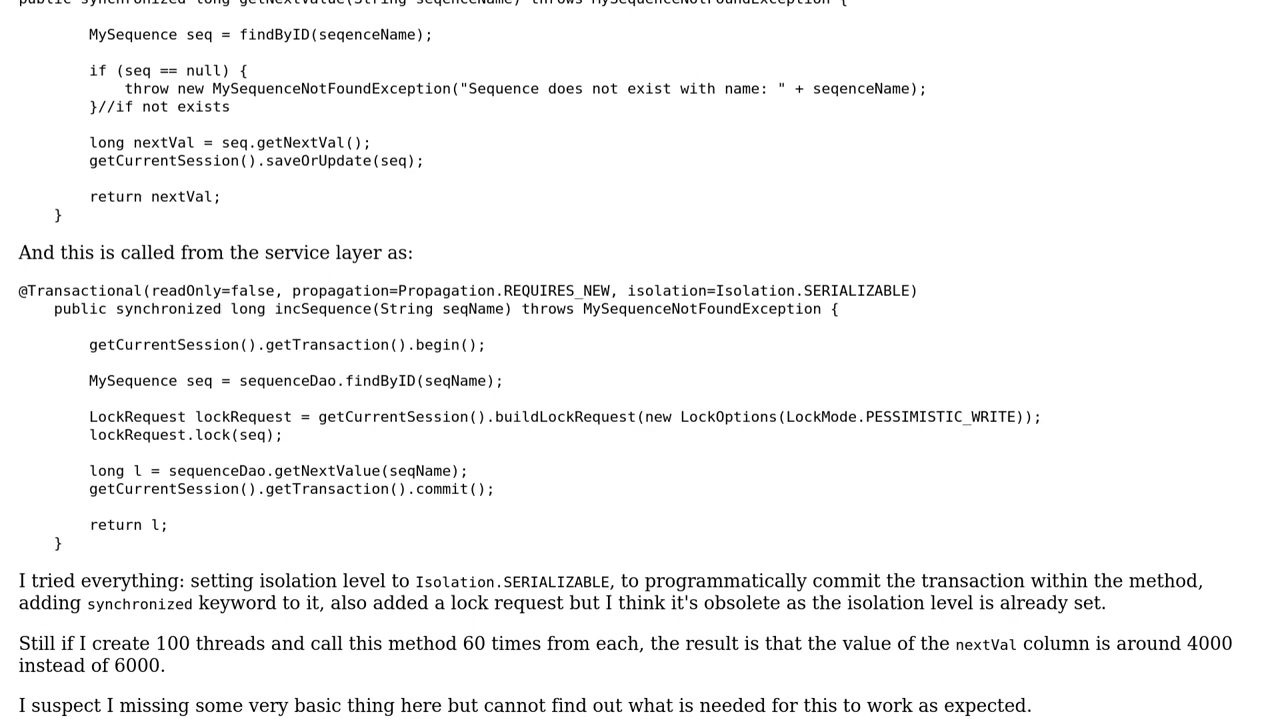 public synchronized long getNextValue(String seqenceName) throws MySequenceNotFoundException {
MySequence seq = findByID(seqenceName);
if (seq == null) {
throw new MySequenceNotFoundException("Sequence does not exist with name: " + seqenceName);
}//if not exists
long nextVal = seq.getNextVal();
getCurrentSession().saveOrUpdate(seq);
return nextVal;
}
And this is called from the service layer as:
@Transactional(readOnly=false, propagation=Propagation.REQUIRES_NEW, isolation=Isolation.SERIALIZABLE)
public synchronized long incSequence(String seqName) throws MySequenceNotFoundException {
getCurrentSession().getTransaction().begin();
MySequence seq = sequenceDao.findByID(seqName);
LockRequest lockRequest = getCurrentSession().buildLockRequest(new LockOptions(LockMode.PESSIMISTIC_WRITE));
lockRequest.lock(seq);
long l = sequenceDao.getNextValue(seqName);
getCurrentSession().getTransaction().commit();
return l;
}
I tried everything: setting isolation level to Isolation.SERIALIZABLE, to programmatically commit the transaction within the method,
adding synchronized keyword to it, also added a lock request but I think it's obsolete as the isolation level is already set.
Still if I create 100 threads and call this method 60 times from each, the result is that the value of the nextVal column is around 4000
instead of 6000.
I suspect I missing some very basic thing here but cannot find out what is needed for this to work as expected.